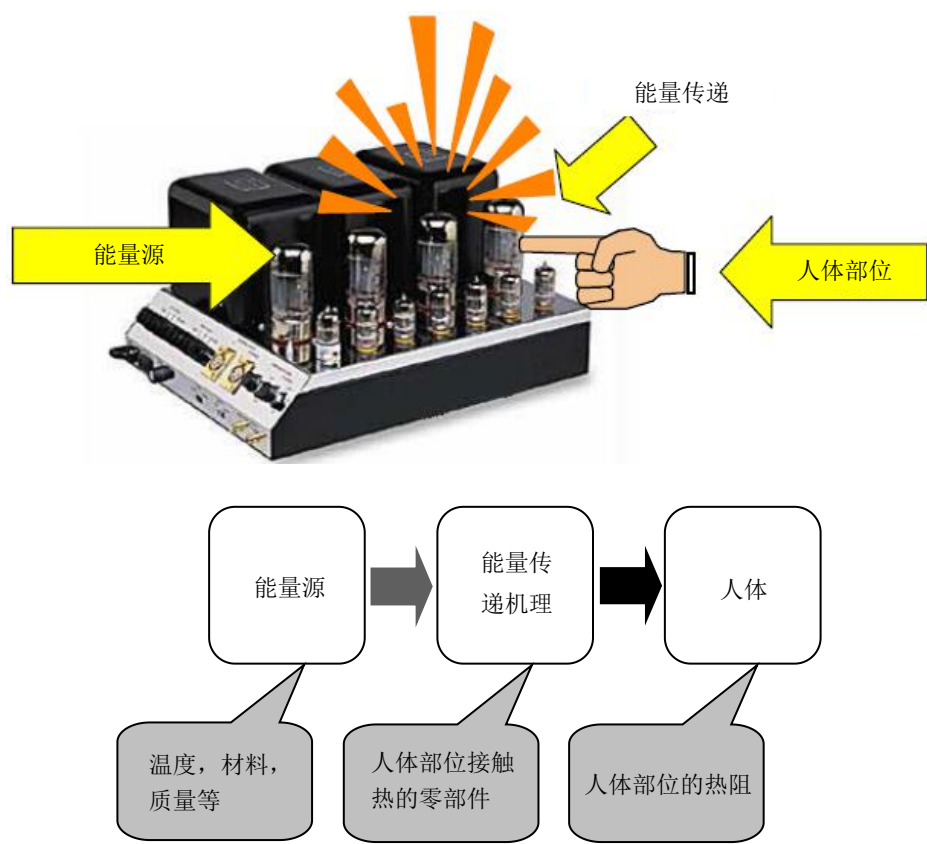 能量传递
能量源
人体部位
能量源
能量传
递机理
人体
温度，材料，
质量等
人体部位接触
热的零部件
人体部位的热阻